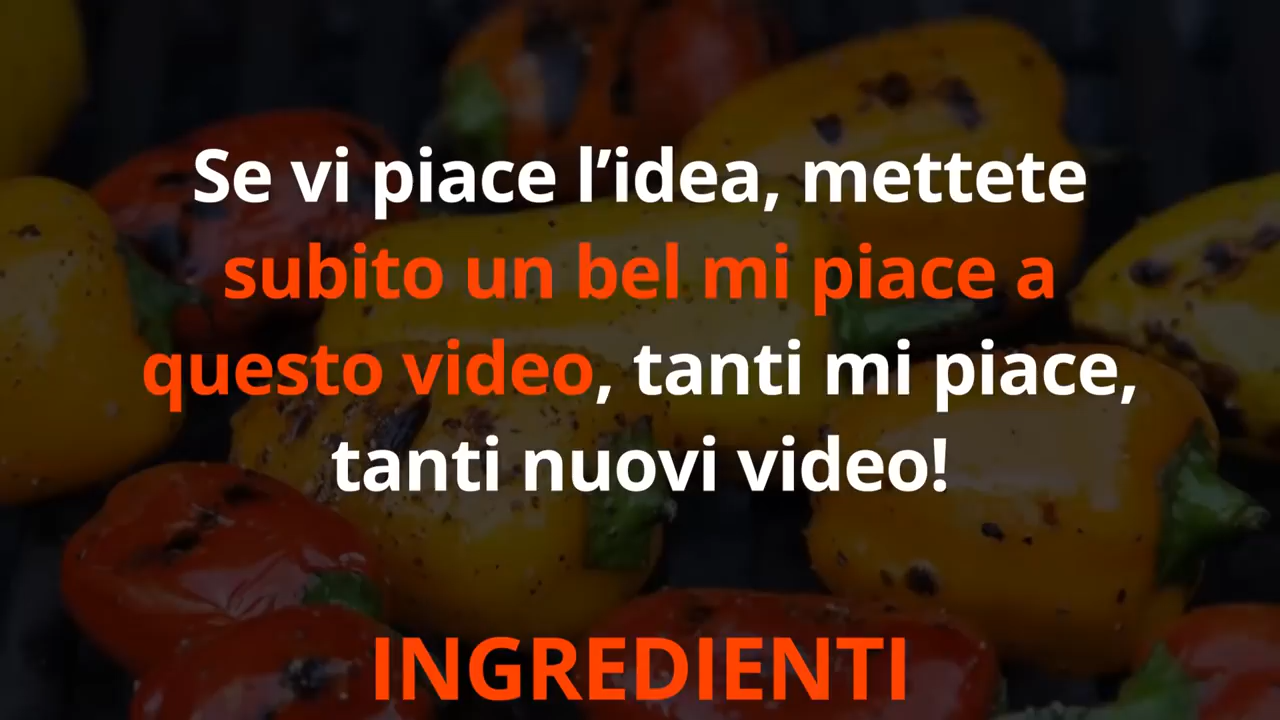 Se vi piace l’idea, mettete
subito un bel mi piace a
questo video, tanti mi piace,
tanti nuovi video!
INGREDIENTI